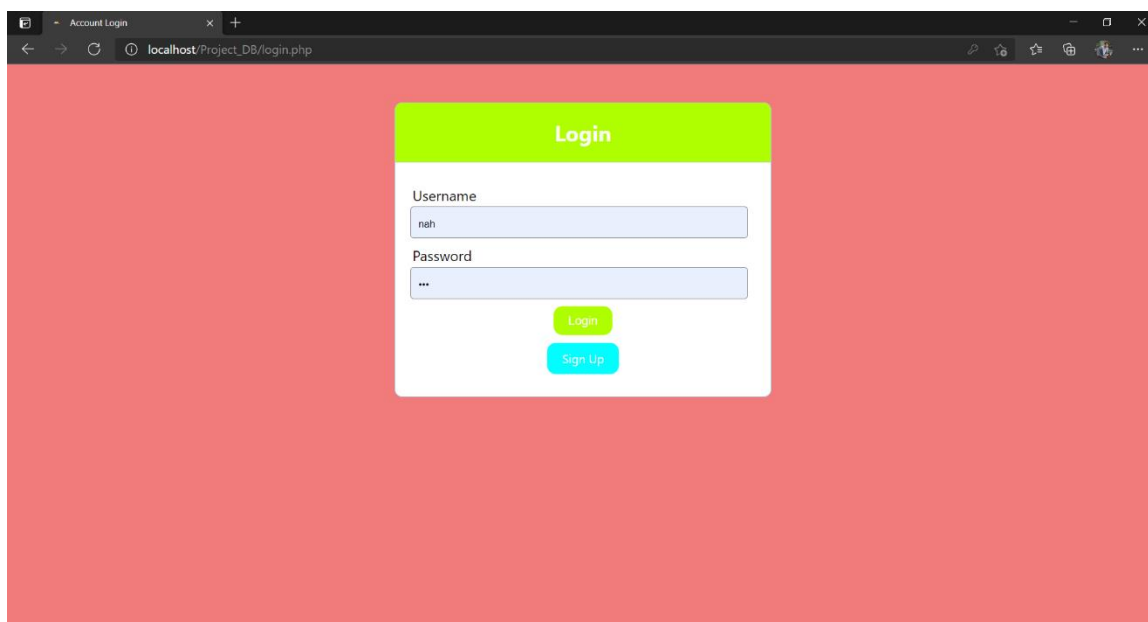 Account Login
localhost/Project_DB/login.php
Login
Username
nah
Password
•••
Login
Sign Up